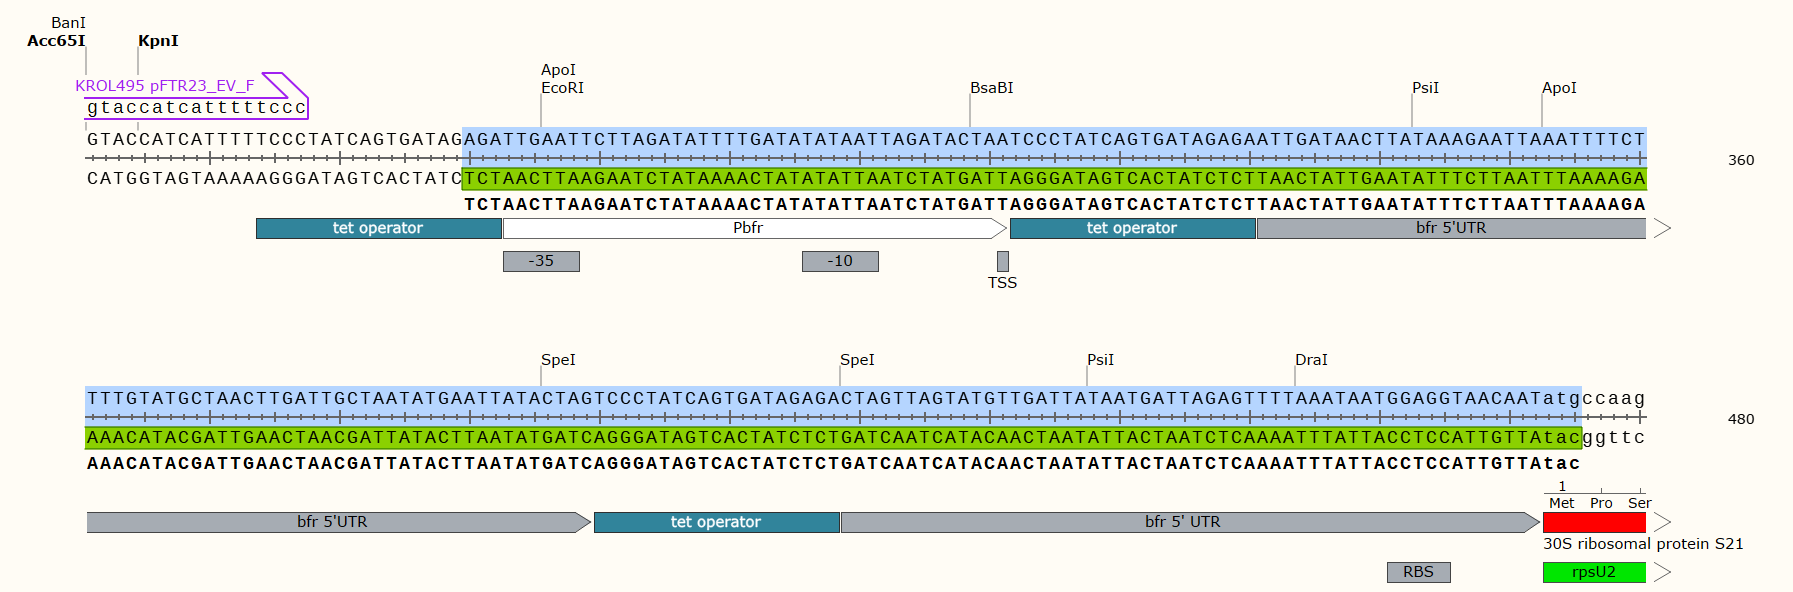 BanI
Acc65I KpnI
ApoI
KROL495 pFTR23_EV_F EcoRI BsaBI PsiI ApoI
gtaccatcatttttccc
GTACCATCATTTTTCCCTATCAGTGATAGAGATTGAATTCTTAGATATTTTGATATATAATTAGATACTAATCCCTATCAGTGATAGAGAATTGATAACTTATAAAGAATTAAATTTTCT
360
CATGGTAGTAAAAAGGGATAGTCACTATCTCTAACTTAAGAATCTATAAAACTATATATTAATCTATGATTAGGGATAGTCACTATCTCTTAACTATTGAATATTTCTTAATTTAAAAGA
TCTAACTTAAGAATCTATAAAACTATATATTAATCTATGATTAGGGATAGTCACTATCTCTTAACTATTGAATATTTCTTAATTTAAAAGA
tet operator Pbfr tet operator bfr 5'UTR
-35 -10
TSS
SpeI SpeI PsiI DraI
TTTGTATGCTAACTTGATTGCTAATATGAATTATACTAGTCCCTATCAGTGATAGAGACTAGTTAGTATGTTGATTATAATGATTAGAGTTTTAAATAATGGAGGTAACAATatgccaag
480
AAACATACGATTGAACTAACGATTATACTTAATATGATCAGGGATAGTCACTATCTCTGATCAATCATACAACTAATATTACTAATCTCAAAATTTATTACCTCCATTGTTAtacggttc
AAACATACGATTGAACTAACGATTATACTTAATATGATCAGGGATAGTCACTATCTCTGATCAATCATACAACTAATATTACTAATCTCAAAATTTATTACCTCCATTGTTAtac
1
Met Pro Ser
bfr 5'UTR tet operator bfr 5' UTR
30S ribosomal protein S21
RBS rpsU2